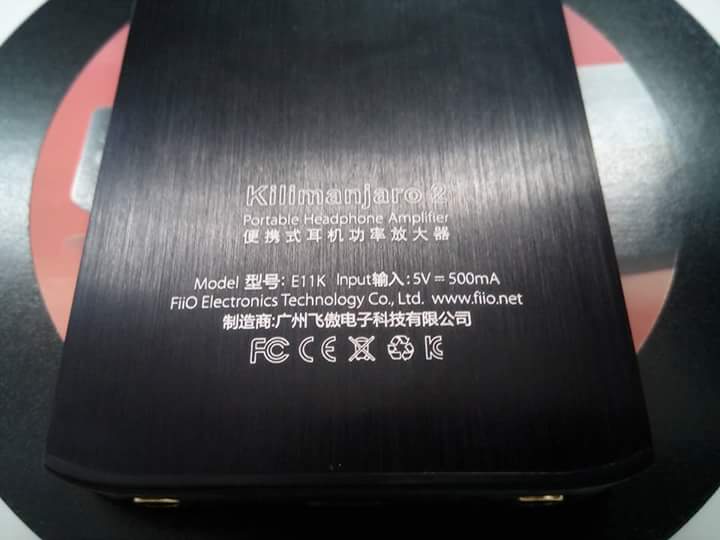 Kilimanjaro 2
Portable Headphone Amplifier
便携式耳机功率放大器
Model 型号: E11K Input输入:5V=500mA
FiiO Electronics Technology Co., Ltd. www.fiio.net
制造商:广州飞傲电子科技有限公司
FC CE